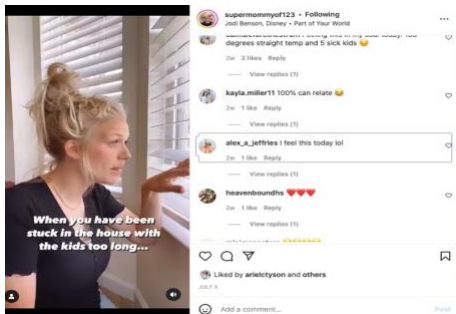 When you have been
stuck in the house with
the kids too long...
supermommyof123 • Following
Jodi Benson, Disney • Part of Your World
degrees straight temp and 5 sick kids 😥
2w 2 likes Reply
View replies (1)
kayla.miller11 100% can relate 😂
2w 1 like Reply
View replies (1)
alex_a_jeffries I feel this today lol
2w 1 like Reply
View replies (1)
heavenboundhs ❤️❤️❤️
2w 1 like Reply
View replies (1)
Liked by arielctyson and others
JULY 8
Add a comment...
Post